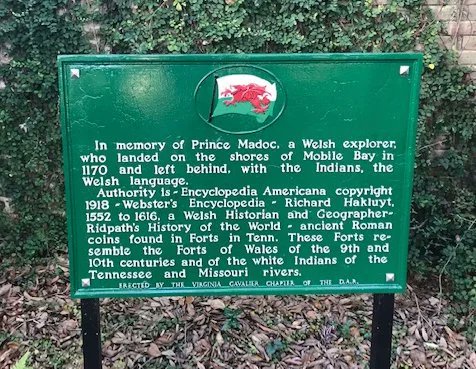 In memory of Prince Madoc, a Welsh explorer,
who landed on the shores of Mobile Bay in
1170 and left behind, with the Indians, the
Welsh language.
Authority is - Encyclopedia Americana copyright
1918 - Webster's Encyclopedia - Richard Hakluyt,
1552 to 1616, a Welsh Historian and Geographer-
Ridpath's History of the World - ancient Roman
coins found in Forts in Tenn. These Forts re-
semble the Forts of Wales of the 9th and
10th centuries and of the white Indians of the
Tennessee and Missouri rivers.
ERECTED BY THE VIRGINIA CAVALIER CHAPTER OF THE D.A.R.